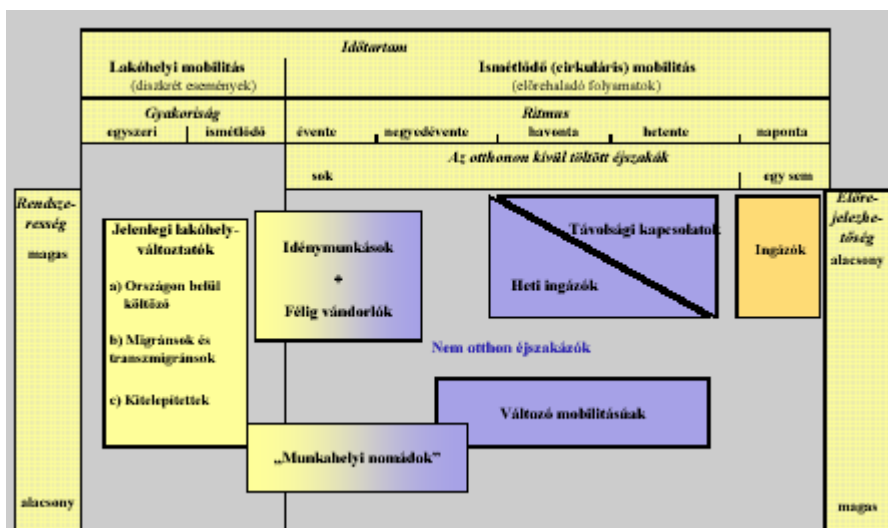 Időtartam
Lakóhelyi mobilitás
(diszkrét események)
Ismétlődő (cirkuláris) mobilitás
(előrehaladó folyamatok)
Gyakoriság
egyszeri ismétlődő
Ritmus
évente negyedévente havonta hetente naponta
Az otthonon kívül töltött éjszakák
sok egy sem
Rendsze-
resség
magas
alacsony
Jelenlegi lakóhely-
változtatók
a) Országon belül
költöző
b) Migránsok és
transzmigránsok
c) Kitelepítettek
Idénymunkások
+
Félig vándorlók
Távolsági kapcsolatok
Heti ingázók
Ingázók
Nem otthon éjszakázók
Változó mobilitásúak
„Munkahelyi nomádok”
Előre-
jelezhe-
tőség
alacsony
magas